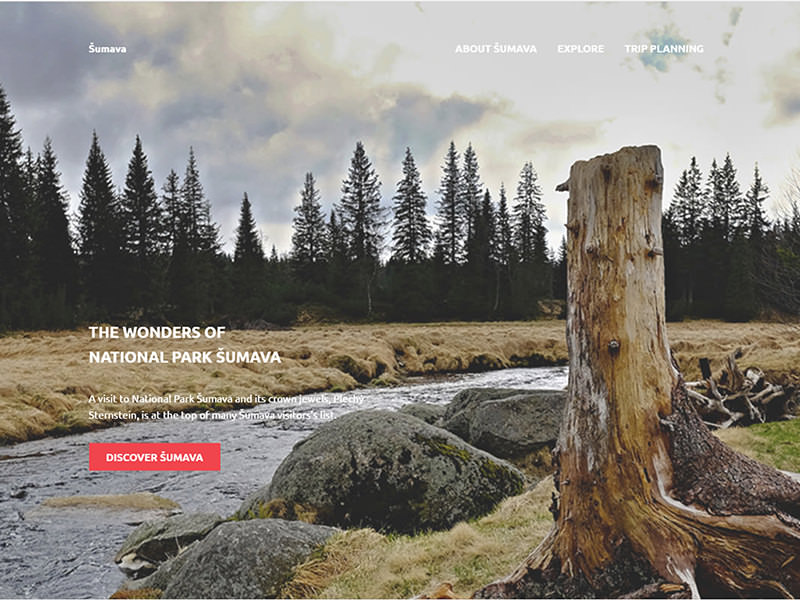 Šumava
ABOUT ŠUMAVA EXPLORE TRIP PLANNING
THE WONDERS OF
NATIONAL PARK ŠUMAVA
A visit to National Park Šumava and its crown jewels, Plechý
Sternstein, is at the top of many Šumava visitors's list.
DISCOVER ŠUMAVA